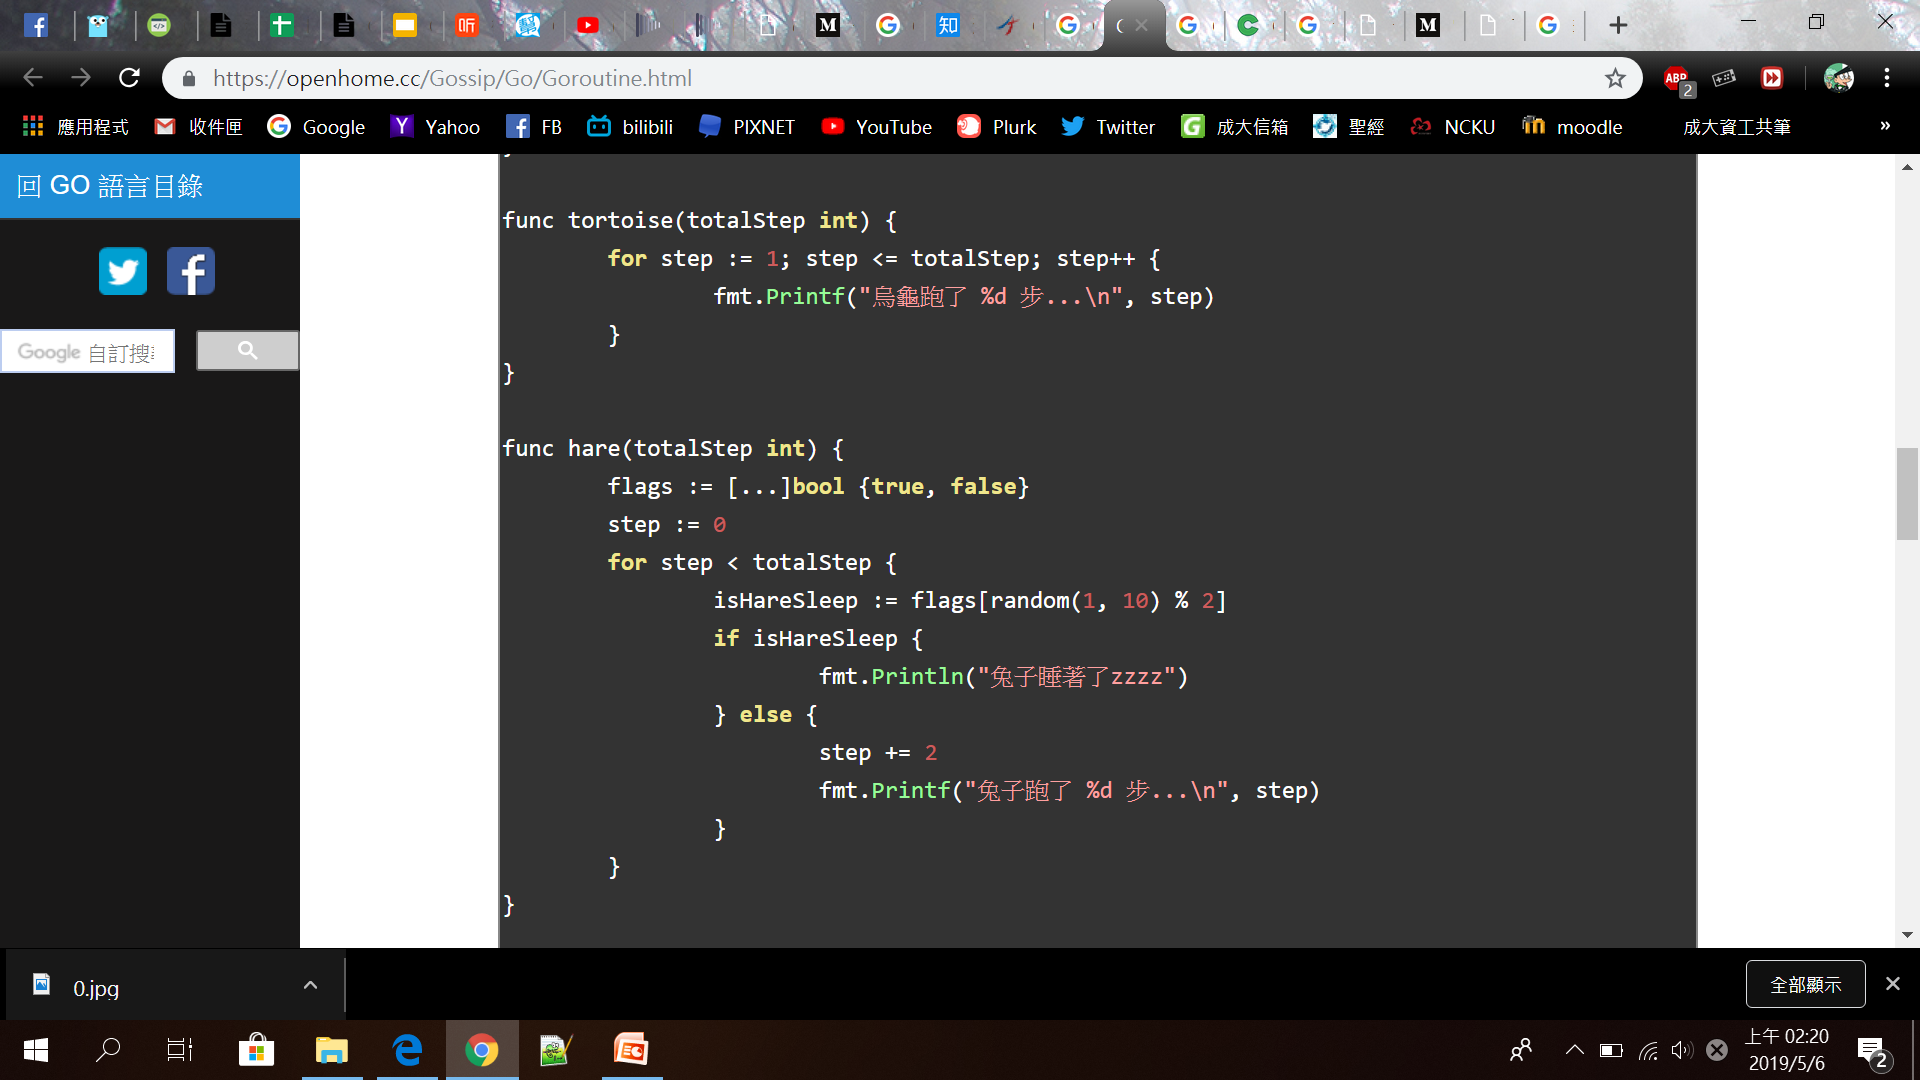 https://openhome.cc/Gossip/Go/Goroutine.html
ABP
2
應用程式 收件匣 Google Yahoo FB bilibili PIXNET YouTube Plurk Twitter 成大信箱 聖經 NCKU moodle 成大資工共筆 »
回 GO 語言目錄
Google 自訂搜
func tortoise(totalStep int) {
for step := 1; step <= totalStep; step++ {
fmt.Printf("烏龜跑了 %d 步...\n", step)
}
}
func hare(totalStep int) {
flags := [...]bool {true, false}
step := 0
for step < totalStep {
isHareSleep := flags[random(1, 10) % 2]
if isHareSleep {
fmt.Println("兔子睡著了zzzz")
} else {
step += 2
fmt.Printf("兔子跑了 %d 步...\n", step)
}
}
}
0.jpg
全部顯示
上午 02:20
2019/5/6
2